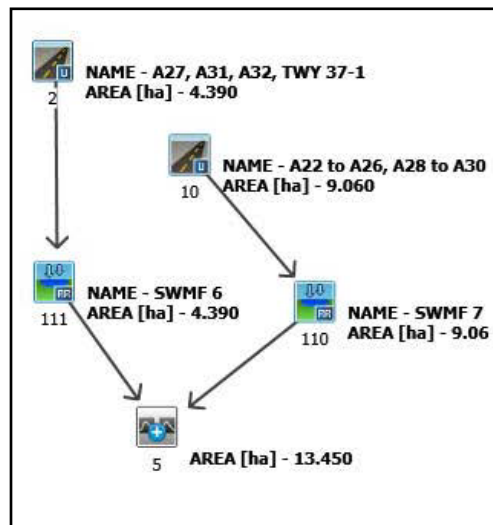 NAME - A27, A31, A32, TWY 37-1
AREA [ha] - 4.390
U
2
NAME - A22 to A26, A28 to A30
AREA [ha] - 9.060
U
10
NAME - SWMF 6
AREA [ha] - 4.390
RR
111
NAME - SWMF 7
AREA [ha] - 9.06
RR
110
AREA [ha] - 13.450
5